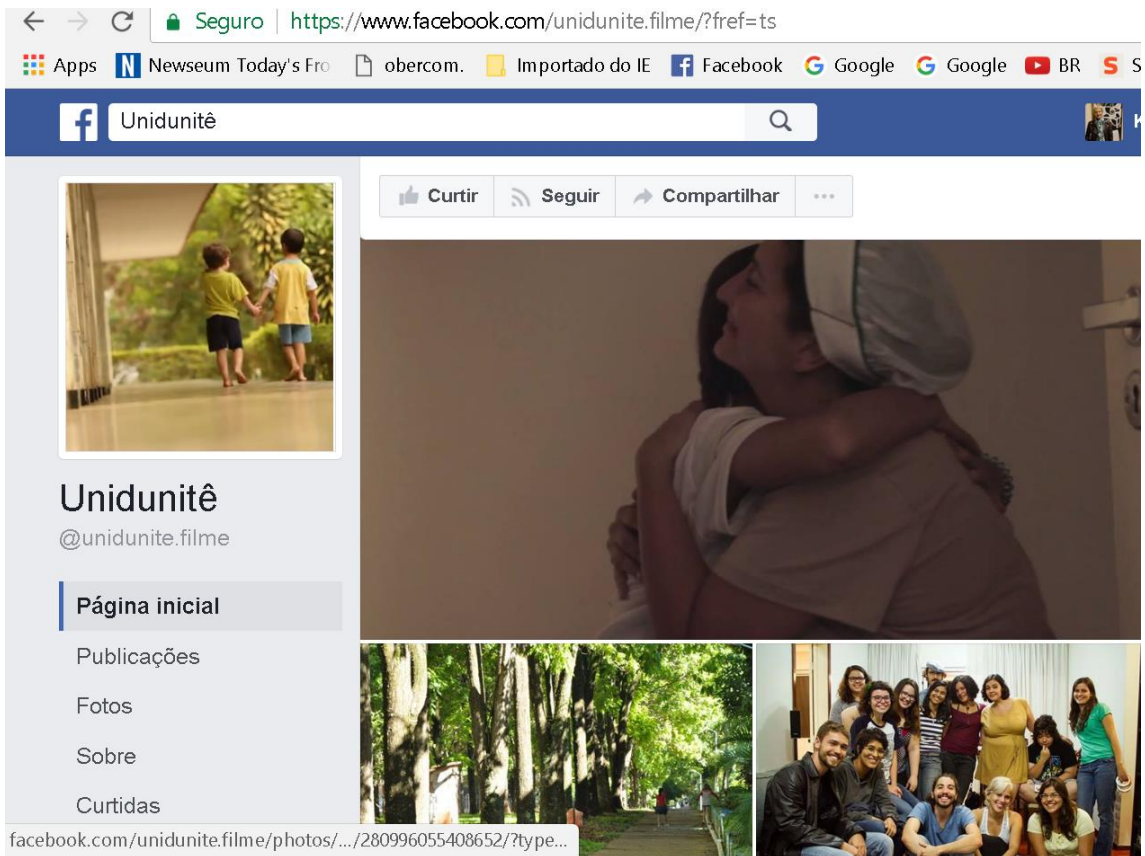 Seguro | https://www.facebook.com/unidunite.filme/?fref=ts
Apps Newseum Today's Fro obercom. Importado do IE Facebook Google Google BR S
Unidunitê
K
Curtir Seguir Compartilhar ...
Unidunitê
@unidunite.filme
Página inicial
Publicações
Fotos
Sobre
Curtidas
facebook.com/unidunite.filme/photos/.../280996055408652/?type...